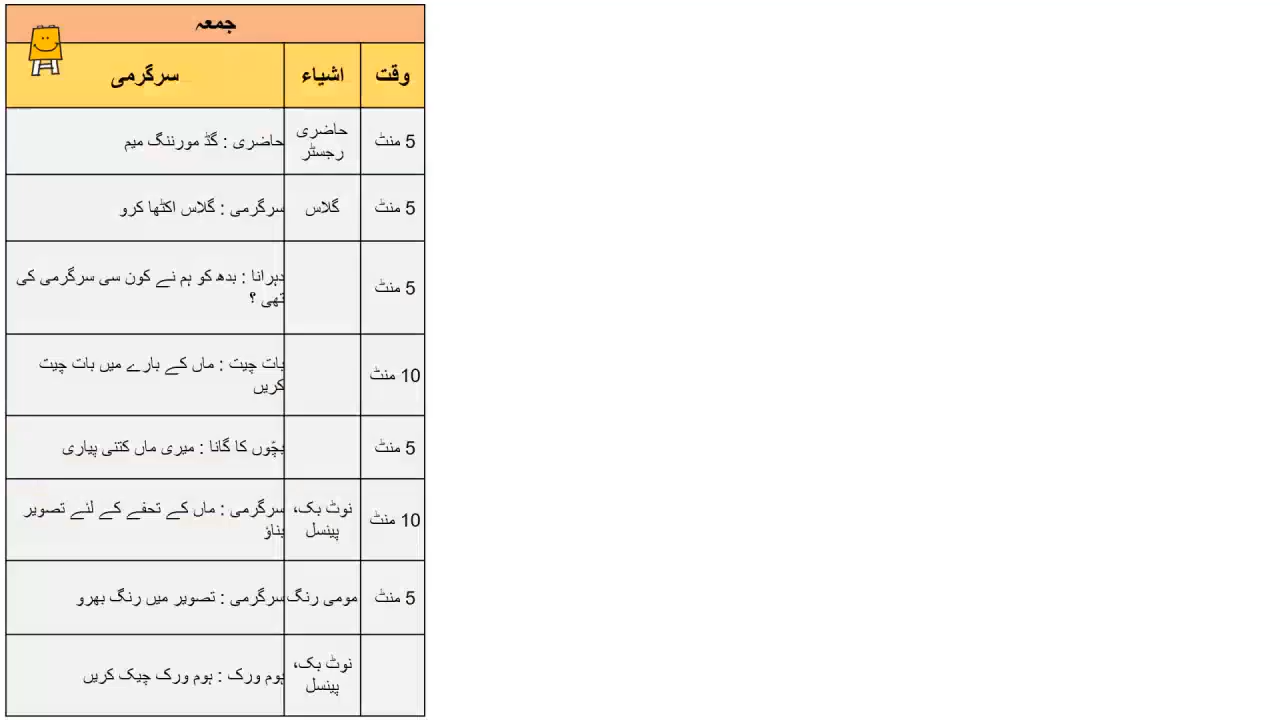 جمعہ
وقت
اشیاء
سرگرمی
5 منٹ
حاضری
رجسٹر
حاضری : گڈ مورننگ میم
5 منٹ
گلاس
سرگرمی : گلاس اکٹھا کرو
5 منٹ
دہرانا : بدھ کو ہم نے کون سی سرگرمی کی
تھی ؟
10 منٹ
بات چیت : ماں کے بارے میں بات چیت
کریں
5 منٹ
بچّوں کا گانا : میری ماں کتنی پیاری
10 منٹ
نوٹ بک،
پینسل
سرگرمی : ماں کے تحفے کے لئے تصویر
بناؤ
5 منٹ
مومی رنگ
سرگرمی : تصویر میں رنگ بھرو
نوٹ بک،
پینسل
ہوم ورک : ہوم ورک چیک کریں